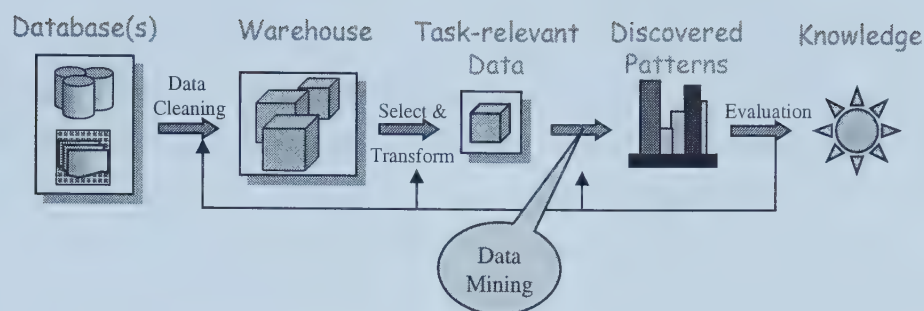 Database(s)
Warehouse
Task-relevant
Data
Discovered
Patterns
Knowledge
Data
Cleaning
Select &
Transform
Evaluation
Data
Mining